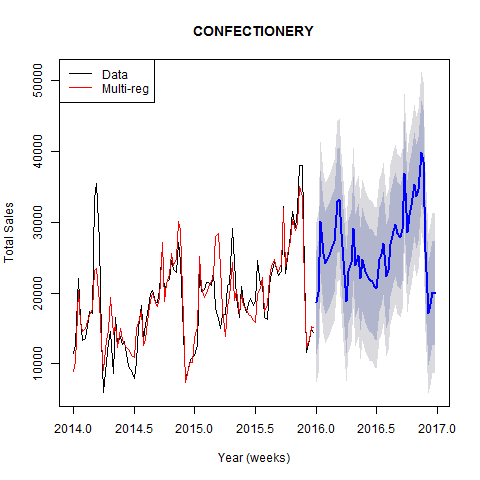 CONFECTIONERY
Data
Multi-reg
50000
40000
30000
20000
10000
Total Sales
2014.0 2014.5 2015.0 2015.5 2016.0 2016.5 2017.0
Year (weeks)